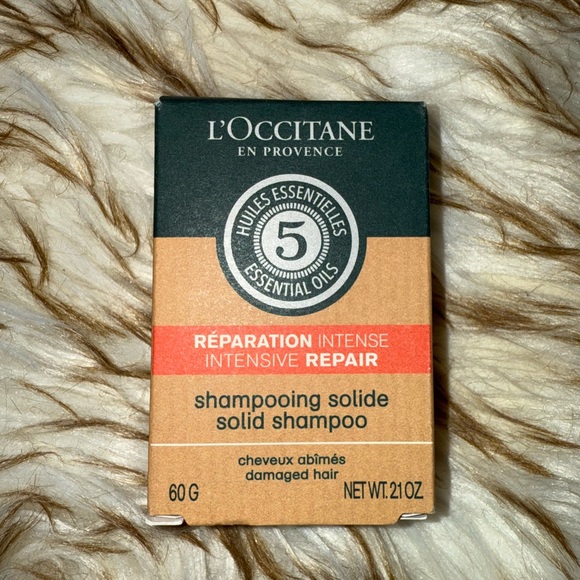 L'OCCITANE
EN PROVENCE
HUILES ESSENTIELLES
5
ESSENTIAL OILS
RÉPARATION INTENSE
INTENSIVE REPAIR
shampooing solide
solid shampoo
cheveux abîmés
damaged hair
60 G NET WT. 2.1 OZ.